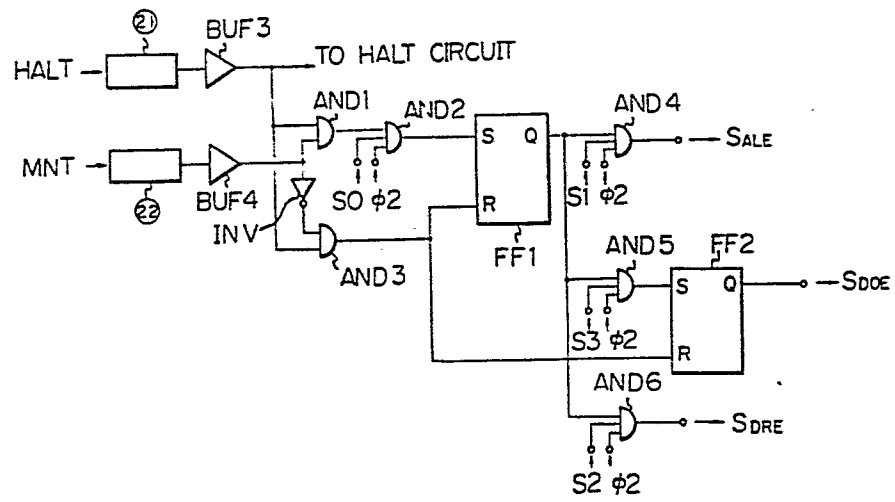 21
BUF3
HALT
TO HALT CIRCUIT
AND1
AND2
AND4
S
Q
SALE
MNT
S1
φ2
22
BUF4
S0
φ2
INV
R
AND3
FF1
AND5
FF2
S
Q
SDOE
S3
φ2
R
AND6
SDRE
S2
φ2